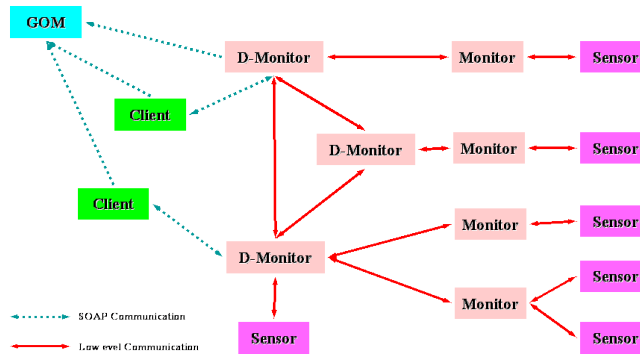 GOM
D-Monitor
Monitor
Sensor
Client
D-Monitor
Monitor
Sensor
Client
Monitor
Sensor
D-Monitor
Sensor
Monitor
SOAP Communication
Sensor
Low level Communication
Sensor